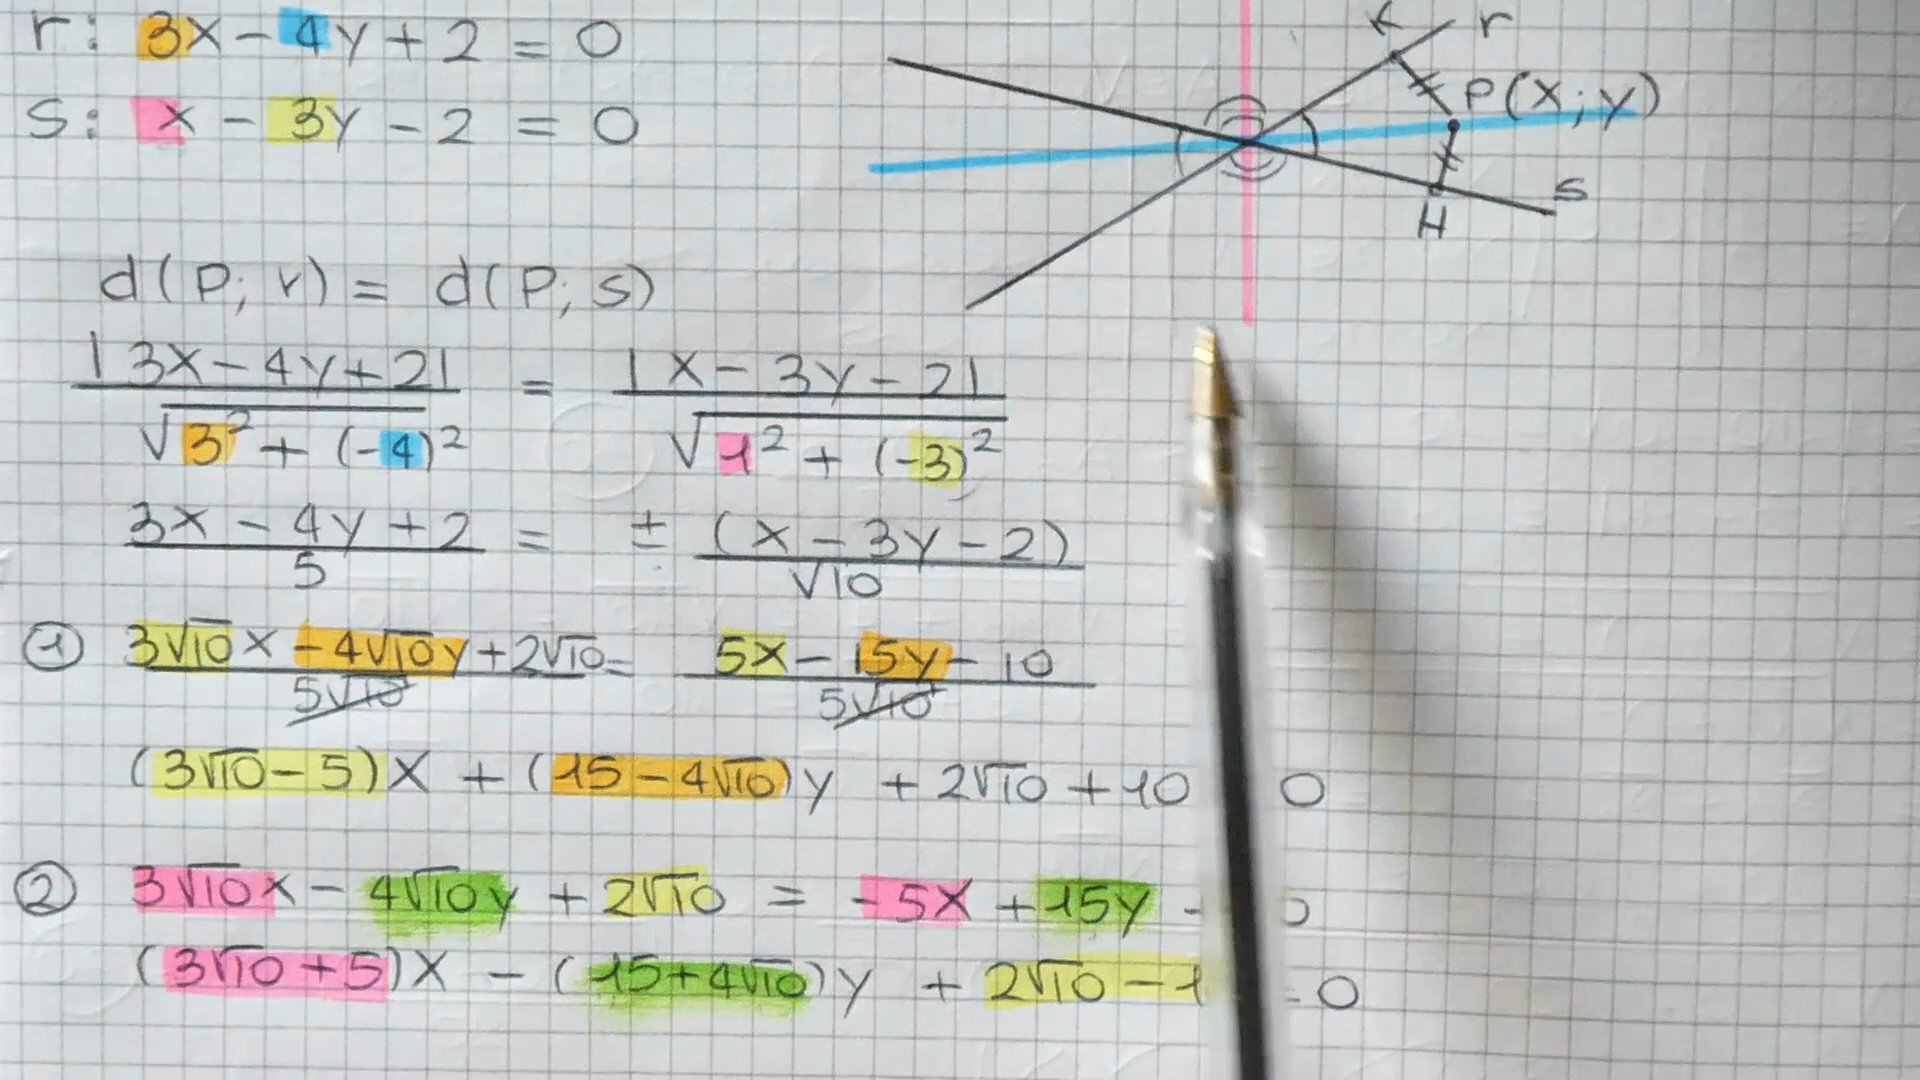 r: 3x - 4y + 2 = 0
s: x - 3y - 2 = 0
K r
P(x;y)
s
H
d(P; r) = d(P; s)
|3x - 4y + 2| = |x - 3y - 2|
√3² + (-4)² √1² + (-3)²
3x - 4y + 2 = ± (x - 3y - 2)
5 √10
① 3√10x - 4√10y + 2√10 = 5x - 15y - 10
5√10 5√10
(3√10 - 5)x + (15 - 4√10)y + 2√10 + 10 0
② 3√10x - 4√10y + 2√10 = -5x + 15y -
(3√10 + 5)x - (15 + 4√10)y + 2√10 - 1 = 0